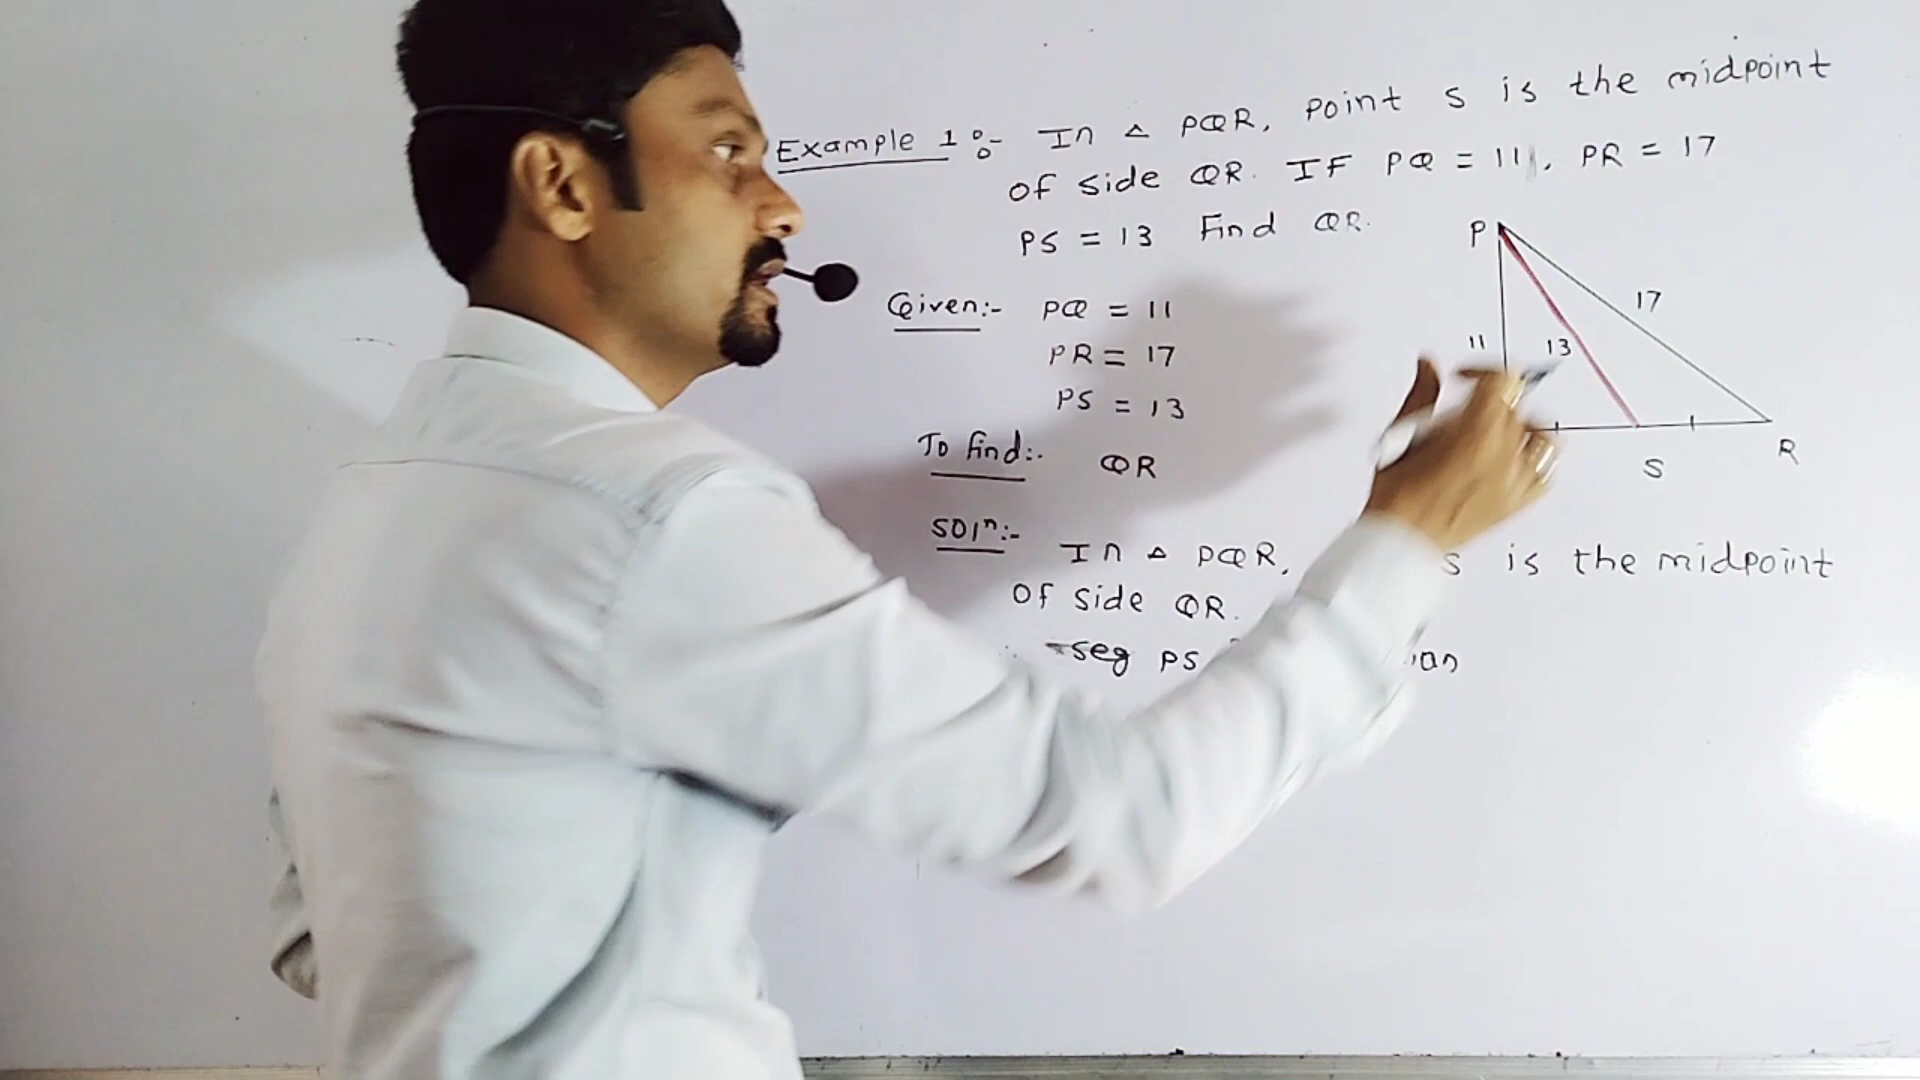 Example 1 :- In △ PQR, point S is the midpoint
of side QR. IF PQ = 11, PR = 17
PS = 13 Find QR.
P
17
11
13
S
R
Given:- PQ = 11
PR = 17
PS = 13
To find:- QR
Solⁿ:-
In △ PQR, S is the midpoint
of side QR.
seg PS